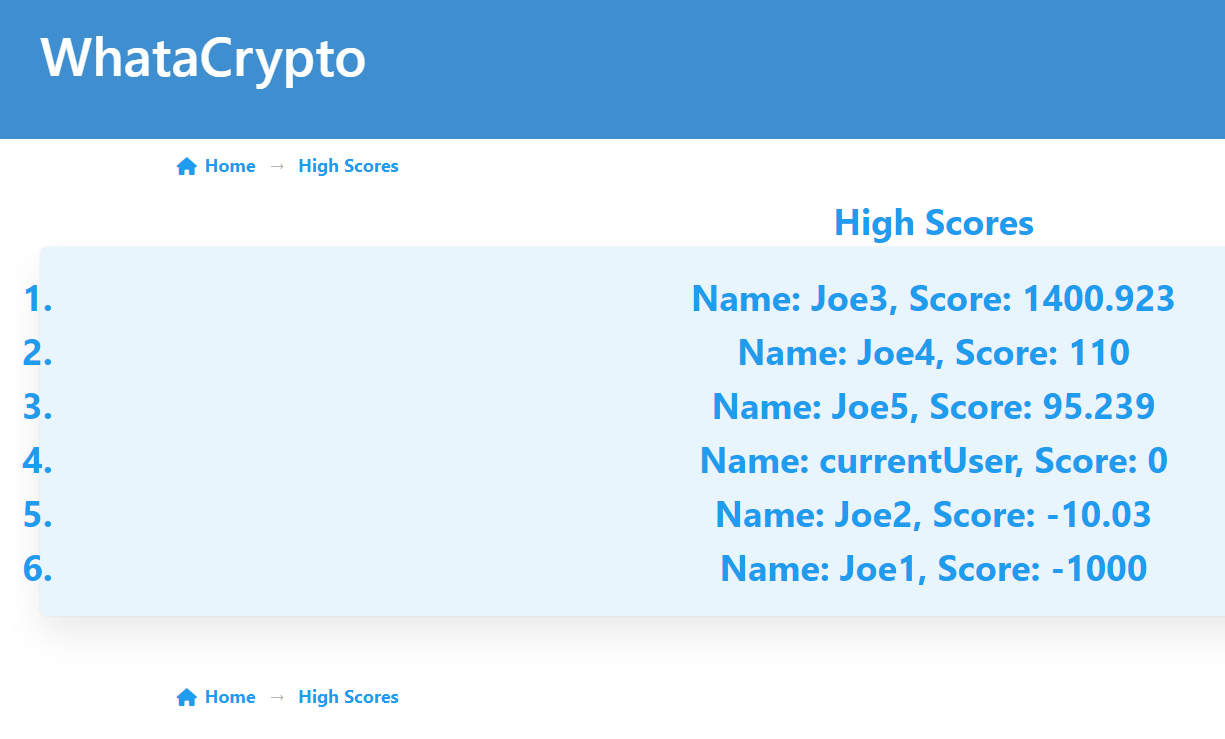 WhataCrypto
Home → High Scores
High Scores
1. Name: Joe3, Score: 1400.923
2. Name: Joe4, Score: 110
3. Name: Joe5, Score: 95.239
4. Name: currentUser, Score: 0
5. Name: Joe2, Score: -10.03
6. Name: Joe1, Score: -1000
Home → High Scores